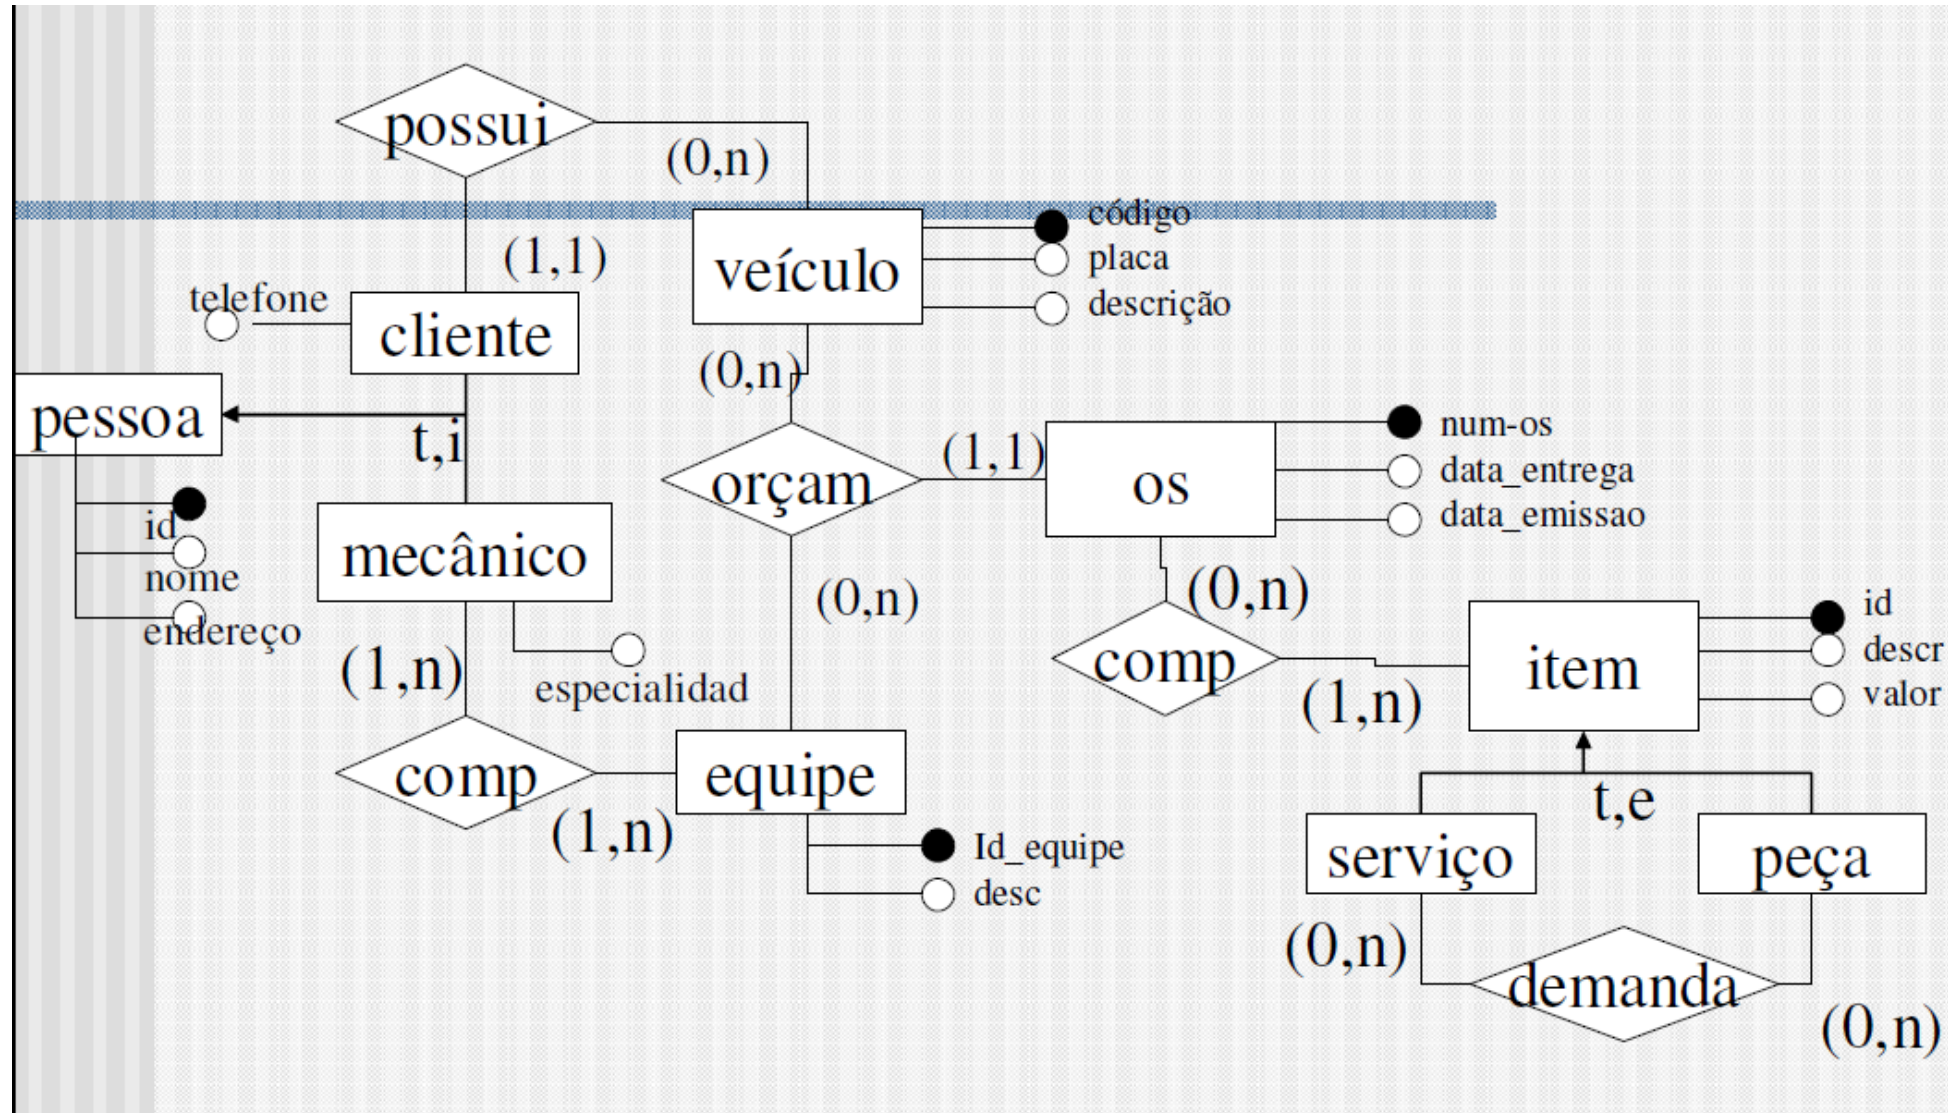 possui
(0,n)
código
placa
descrição
veículo
(1,1)
telefone
cliente
(0,n)
pessoa
t,i
id
nome
endereço
mecânico
orçam
(1,1)
os
num-os
data_entrega
data_emissao
(0,n)
(0,n)
(1,n)
especialidad
comp
(1,n)
item
id
descr
valor
comp
(1,n)
equipe
Id_equipe
desc
t,e
serviço
peça
(0,n)
demanda
(0,n)